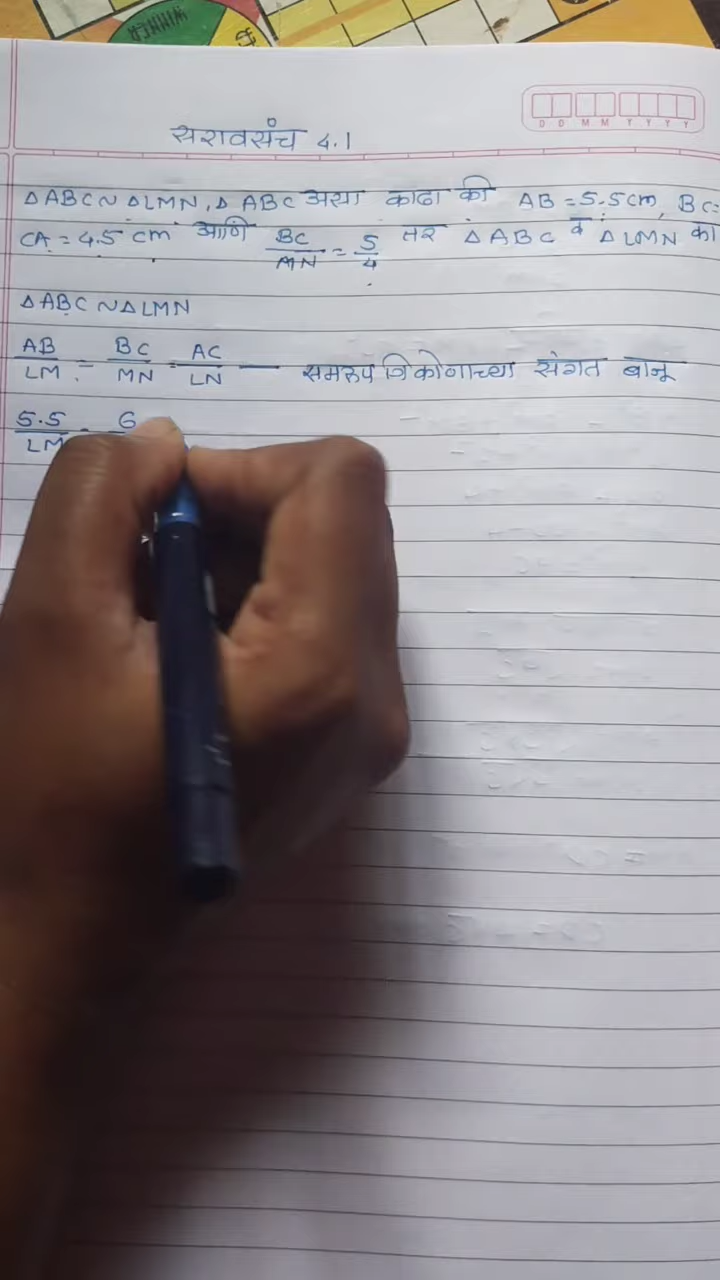 WINNER
D D M M Y Y Y Y
सरावसंच 4.1
△ABC ~ △LMN, △ ABC असा काढा की AB = 5.5 cm, BC =
CA = 4.5 cm आणि BC/MN = 5/4 तर △ABC व △LMN का
△ABC ~ △LMN
AB/LM = BC/MN = AC/LN — समरूप त्रिकोणाच्या संगत बाजू
5.5/LM = 6